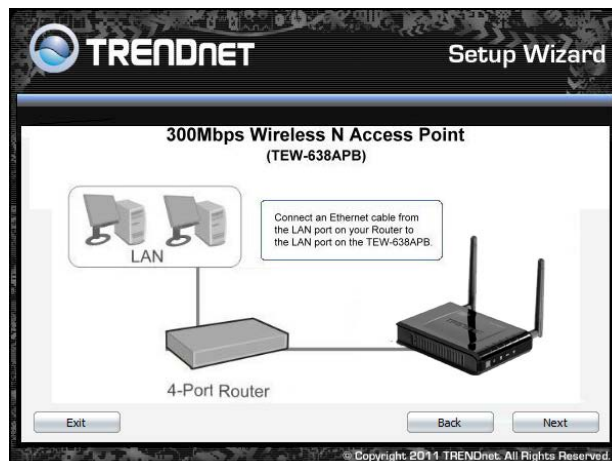 TRENDNET
Setup Wizard
300Mbps Wireless N Access Point
(TEW-638APB)
Connect an Ethernet cable from
the LAN port on your Router to
the LAN port on the TEW-638APB.
LAN
TRENDNET
4-Port Router
Exit
Back
Next
© Copyright 2011 TRENDnet. All Rights Reserved.